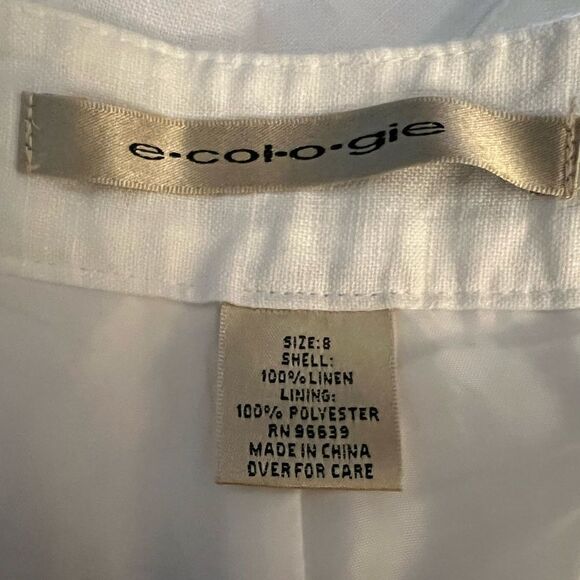 e·col·o·gie
SIZE:8
SHELL:
100%LINEN
LINING:
100% POLYESTER
RN 96639
MADE IN CHINA
OVER FOR CARE